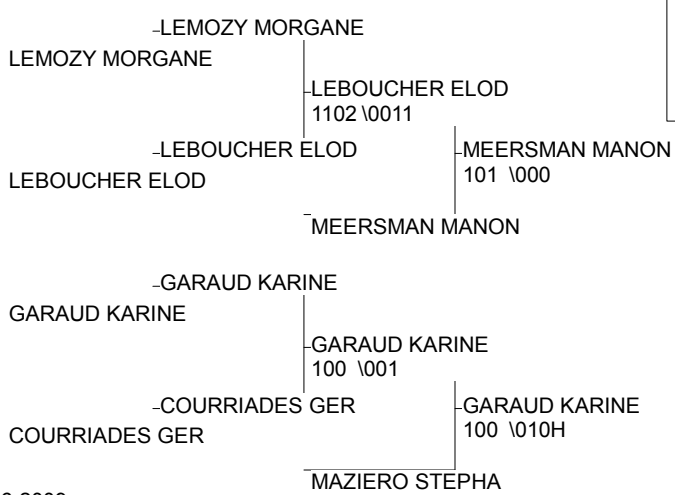 LEMOZY MORGANE
LEMOZY MORGANE
LEBOUCHER ELOD
1102 \0011
LEBOUCHER ELOD
MEERSMAN MANON
101 \000
LEBOUCHER ELOD
MEERSMAN MANON
GARAUD KARINE
GARAUD KARINE
GARAUD KARINE
100 \001
COURRIADES GER
GARAUD KARINE
100 \010H
COURRIADES GER
MAZIERO STEPHA